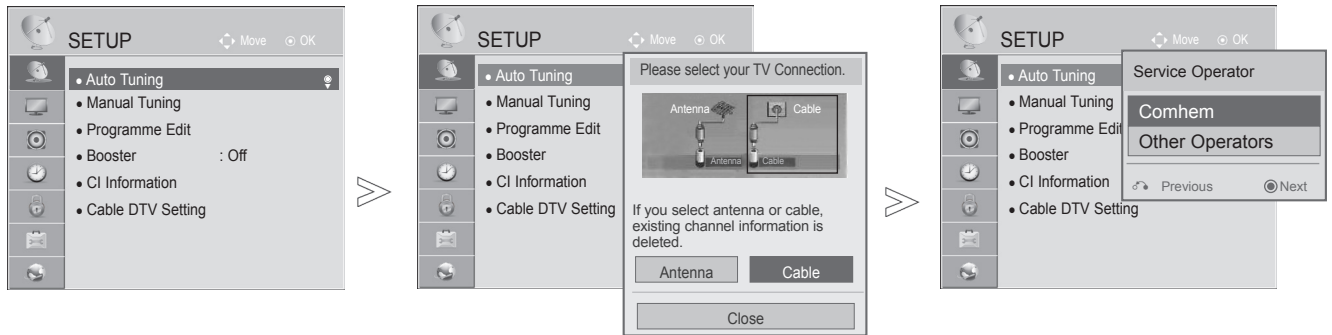 SETUP
Move OK
• Auto Tuning
• Manual Tuning
• Programme Edit
• Booster : Off
• CI Information
• Cable DTV Setting
SETUP
Move OK
• Auto Tuning
• Manual Tuning
• Programme Edit
• Booster
• CI Information
• Cable DTV Setting
Please select your TV Connection.
Antenna Cable
Antenna Cable
If you select antenna or cable,
existing channel information is
deleted.
Antenna Cable
Close
SETUP
Move OK
• Auto Tuning
• Manual Tuning
• Programme Edit
• Booster
• CI Information
• Cable DTV Setting
Service Operator
Comhem
Other Operators
Previous Next